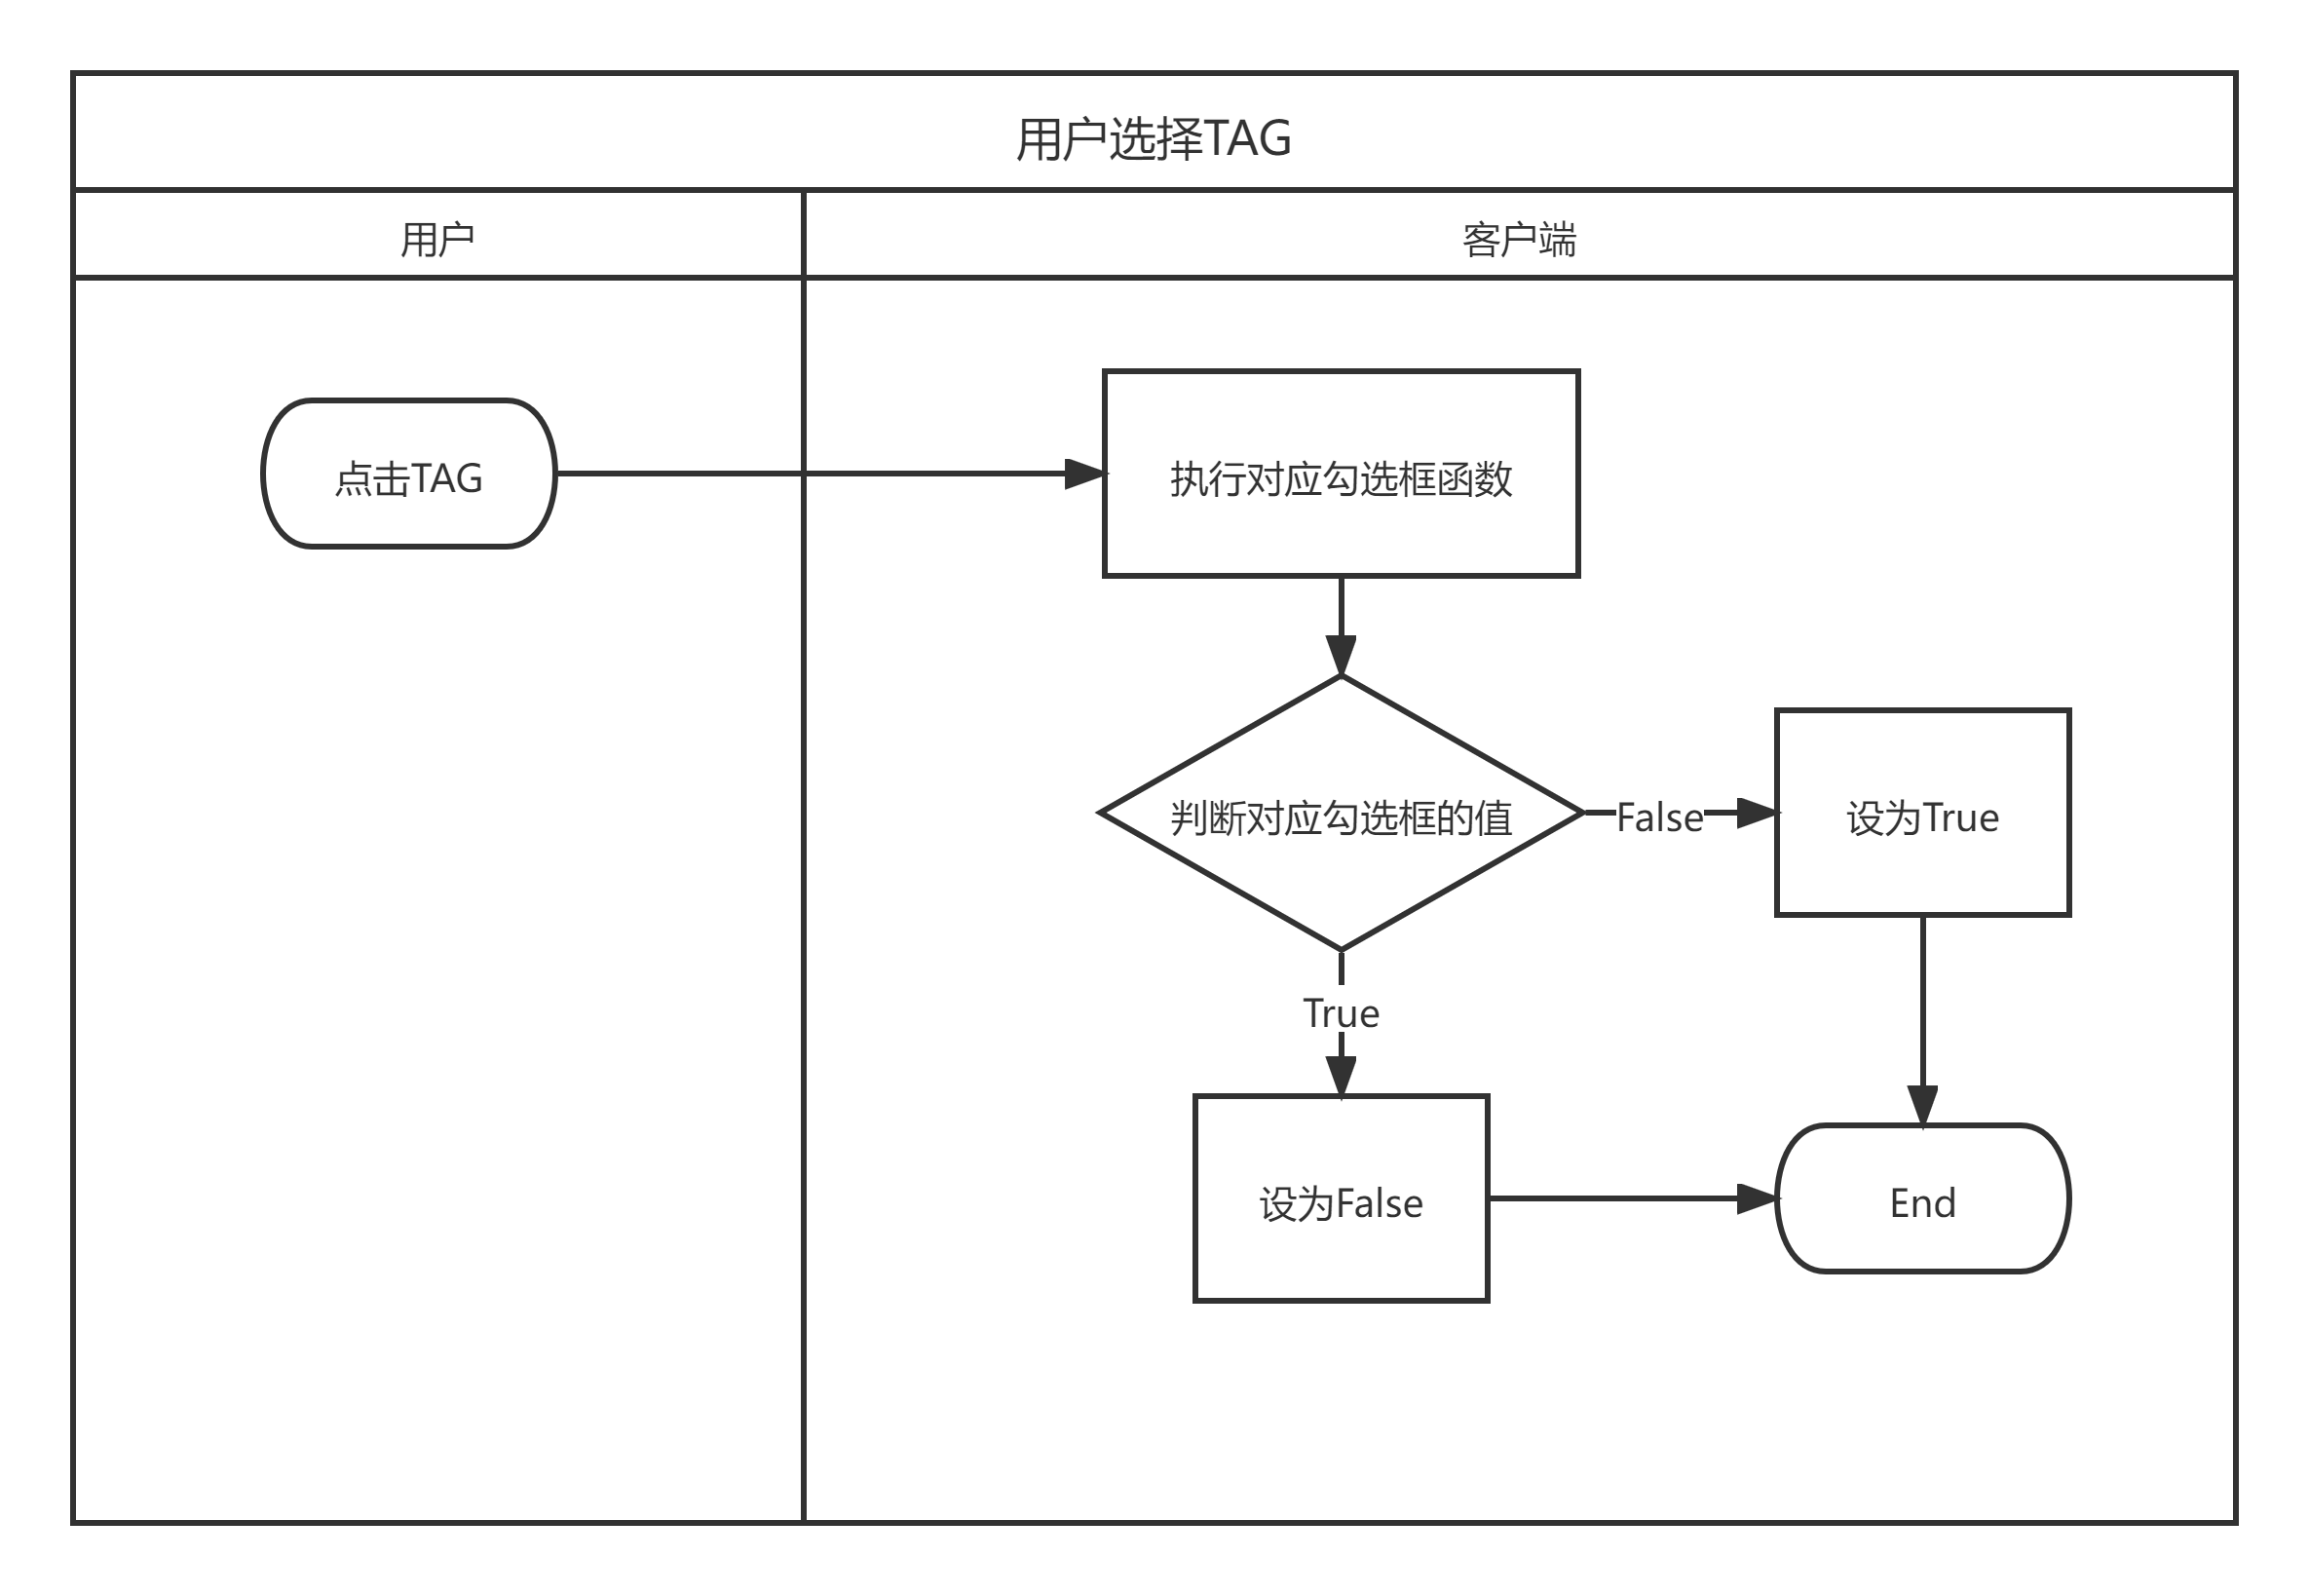 用户选择TAG
用户
客户端
点击TAG
执行对应勾选框函数
判断对应勾选框的值
False
设为True
True
设为False
End